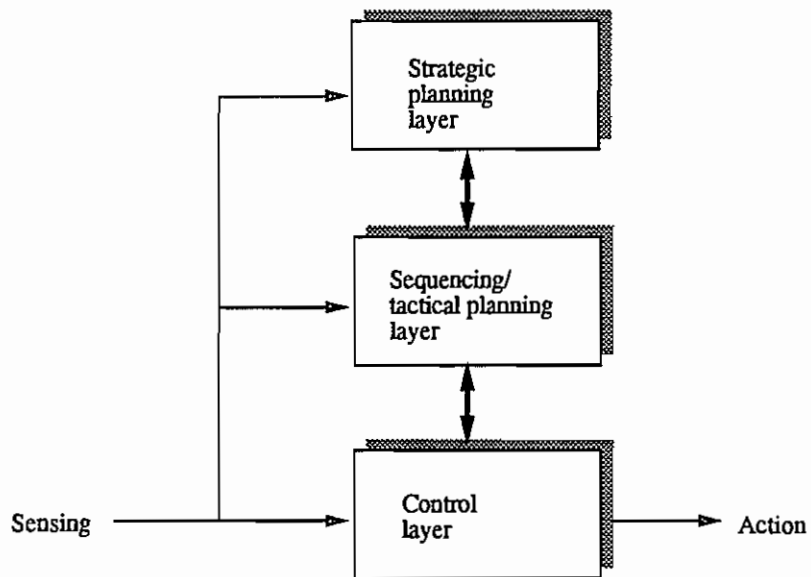 Strategic
planning
layer
Sequencing/
tactical planning
layer
Sensing
Control
layer
Action